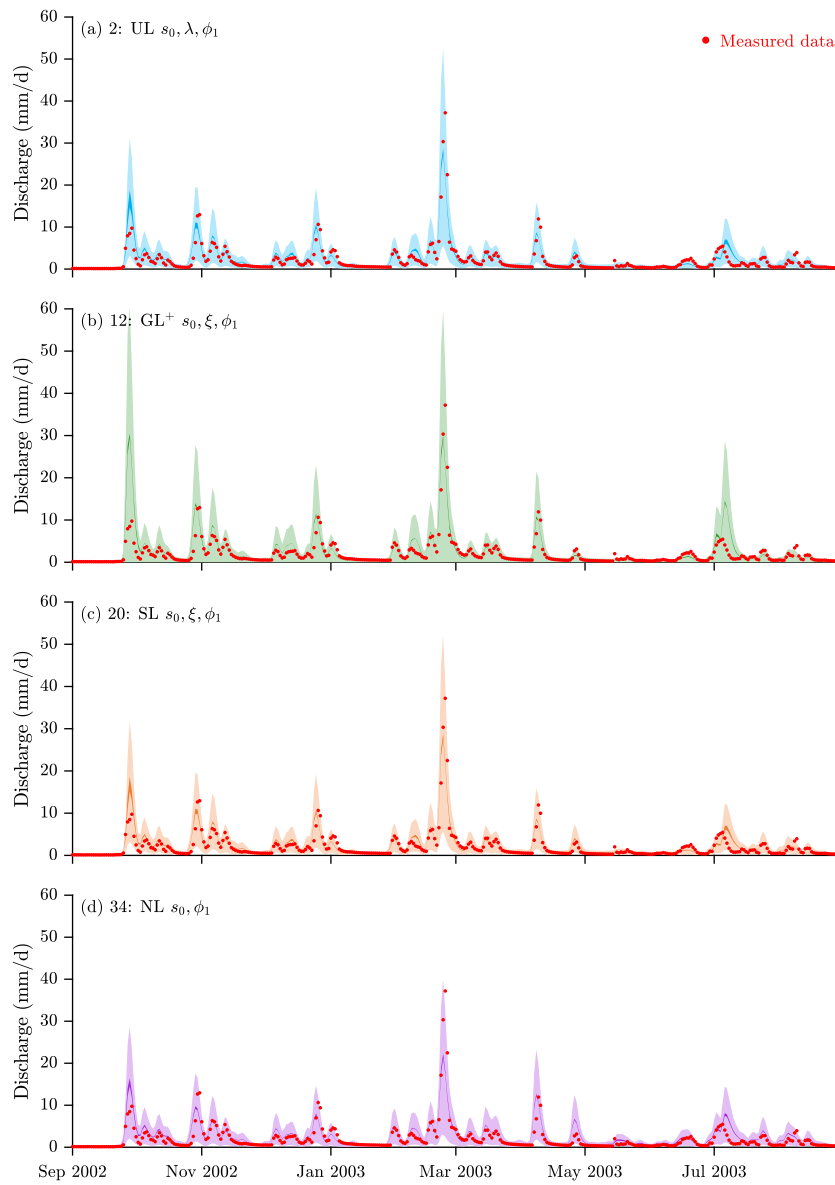 (a) 2: UL s₀, λ, ϕ₁
Measured data
60
50
40
30
20
10
0
Discharge (mm/d)
(b) 12: GL⁺ s₀, ξ, ϕ₁
60
50
40
30
20
10
0
Discharge (mm/d)
(c) 20: SL s₀, ξ, ϕ₁
60
50
40
30
20
10
0
Discharge (mm/d)
(d) 34: NL s₀, ϕ₁
60
50
40
30
20
10
0
Discharge (mm/d)
Sep 2002 Nov 2002 Jan 2003 Mar 2003 May 2003 Jul 2003